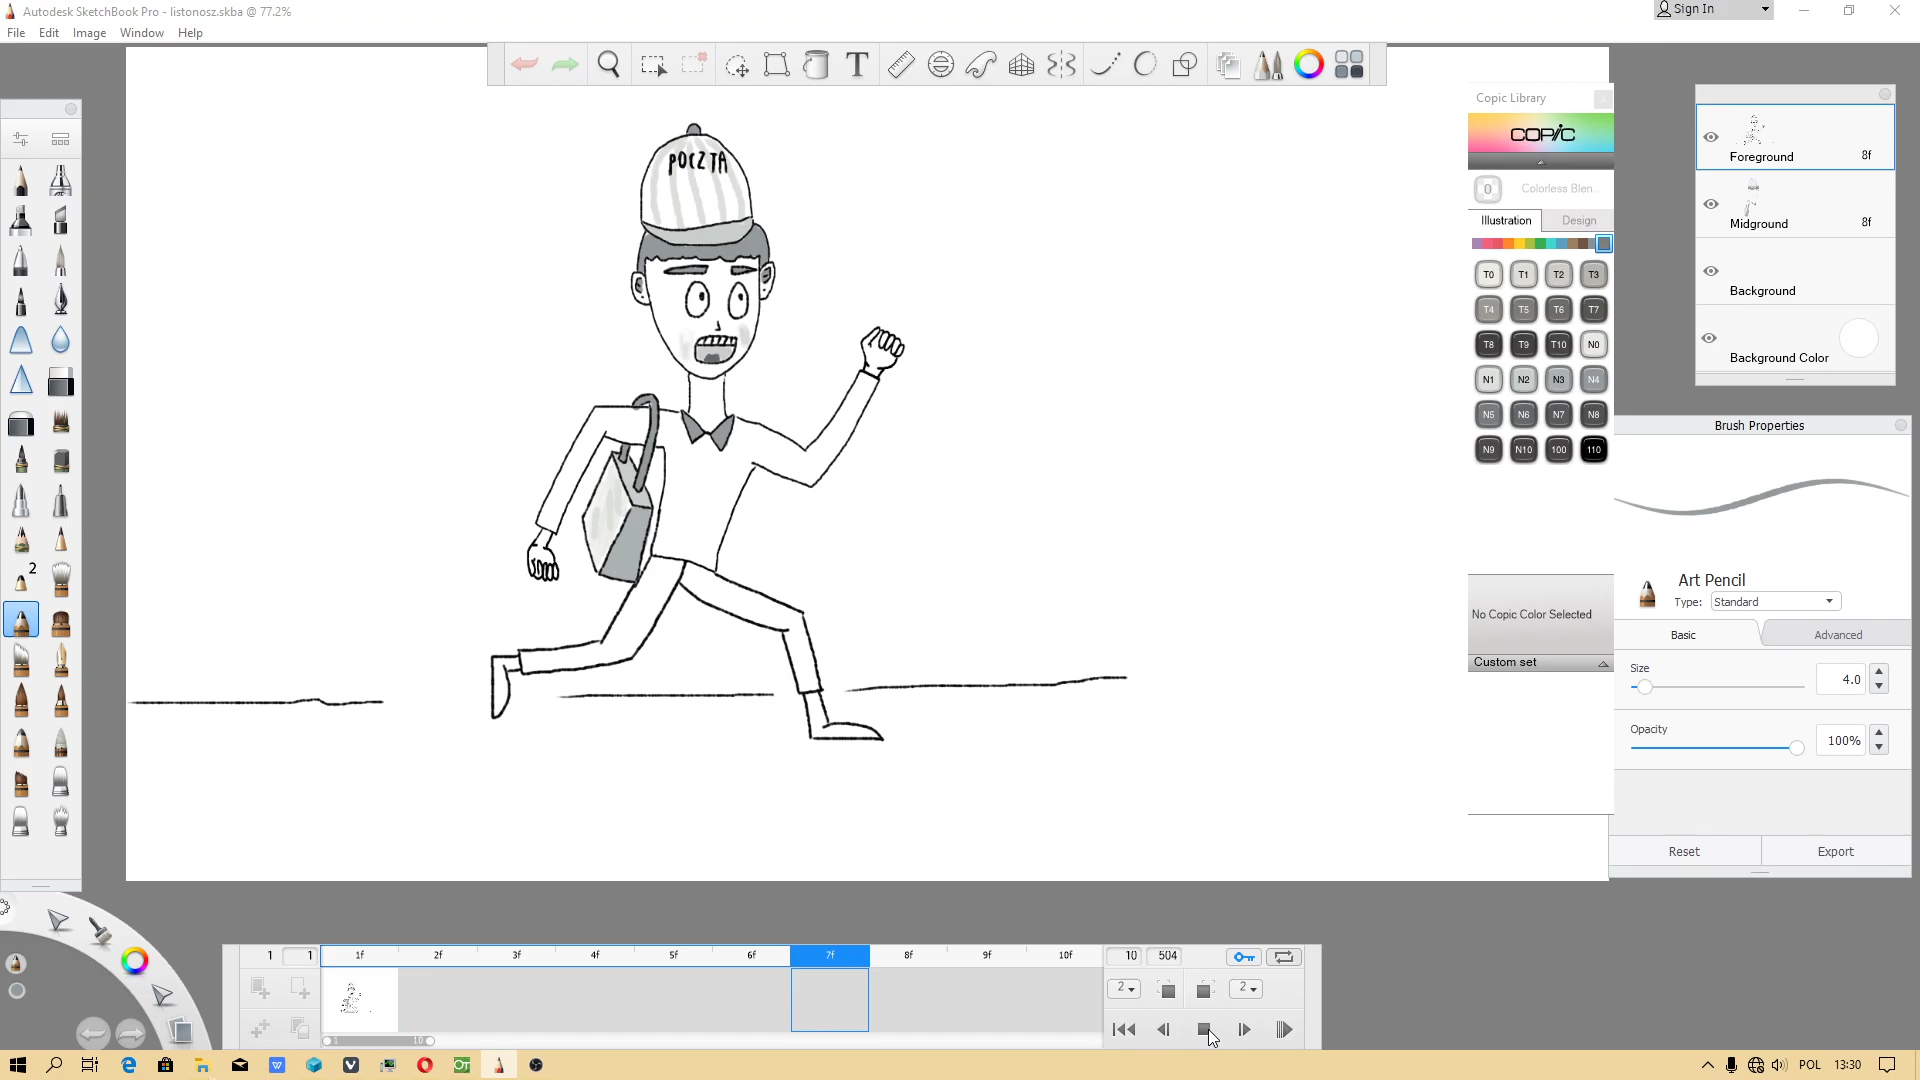 Autodesk SketchBook Pro - listonosz.skba @ 77.2%
Sign In
File Edit Image Window Help
POCZTA
Copic Library
COPIC
0 Colorless Blen..
Illustration Design
T0 T1 T2 T3
T4 T5 T6 T7
T8 T9 T10 N0
N1 N2 N3 N4
N5 N6 N7 N8
N9 N10 100 110
No Copic Color Selected
Custom set
Foreground 8f
Midground 8f
Background
Background Color
Brush Properties
Art Pencil
Type: Standard
Basic Advanced
Size
4.0
Opacity
100%
Reset Export
2
1 1 1f 2f 3f 4f 5f 6f 7f 8f 9f 10f 10 504
2 2
1 10
POL 13:30